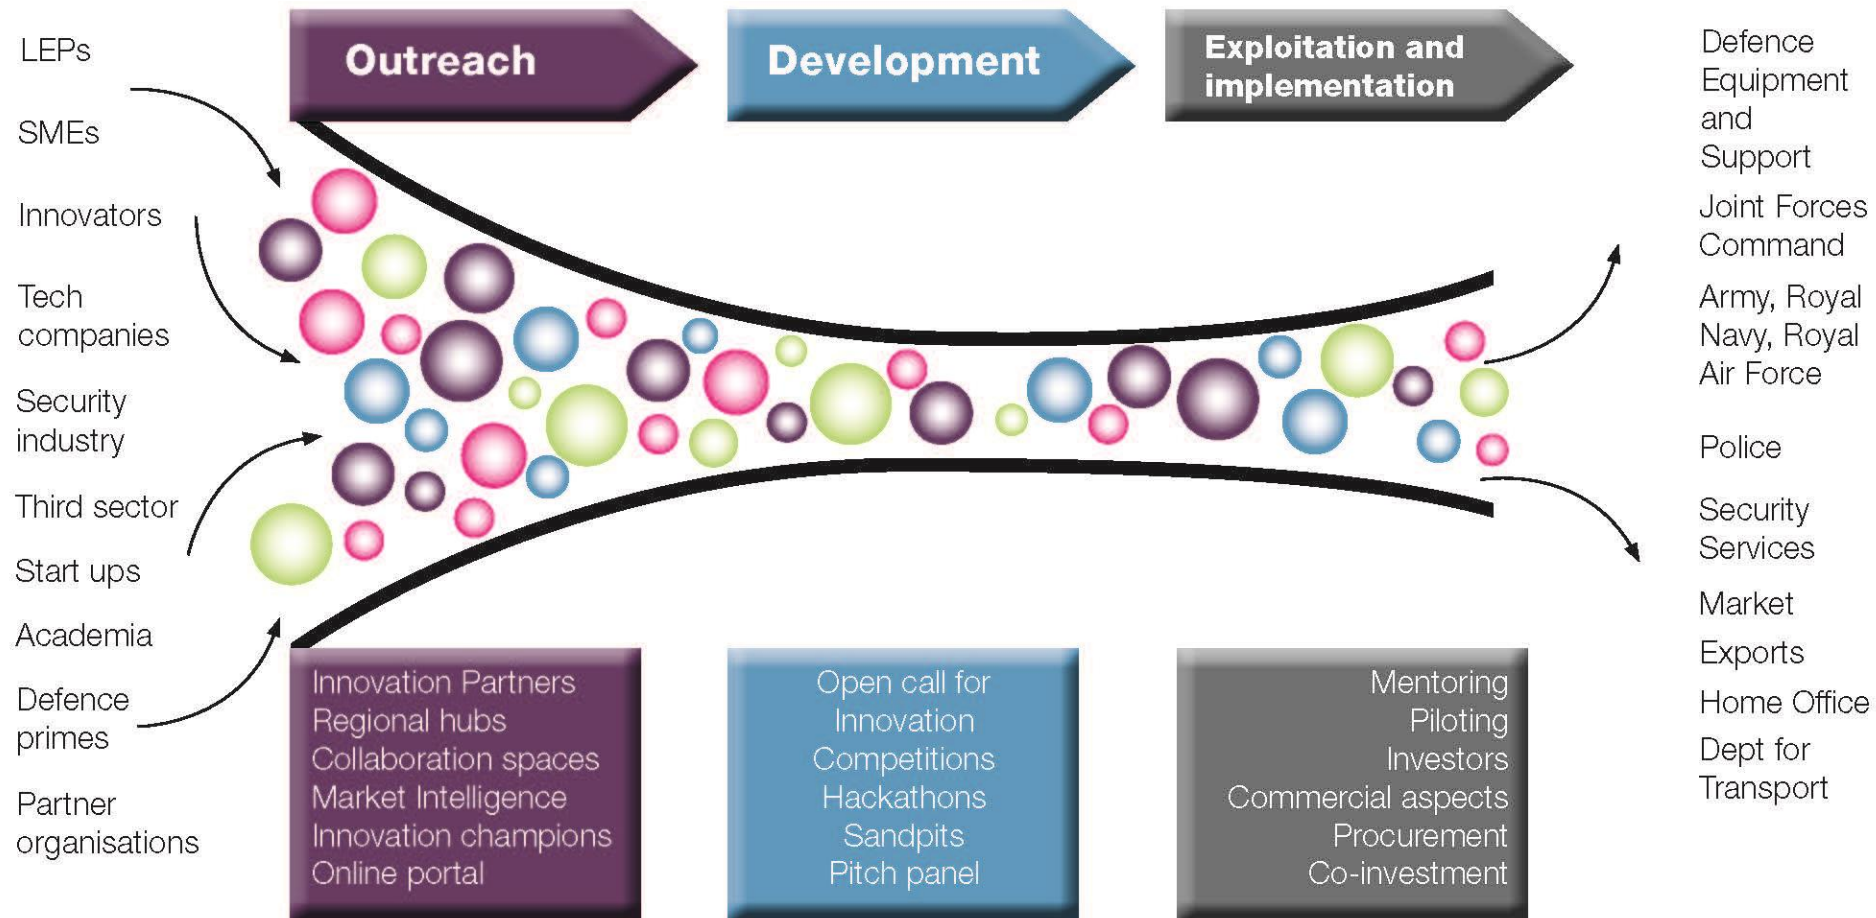 LEPs
SMEs
Innovators
Tech
companies
Security
industry
Third sector
Start ups
Academia
Defence
primes
Partner
organisations
Outreach
Development
Exploitation and
implementation
Innovation Partners
Regional hubs
Collaboration spaces
Market Intelligence
Innovation champions
Online portal
Open call for
Innovation
Competitions
Hackathons
Sandpits
Pitch panel
Mentoring
Piloting
Investors
Commercial aspects
Procurement
Co-investment
Defence
Equipment
and
Support
Joint Forces
Command
Army, Royal
Navy, Royal
Air Force
Police
Security
Services
Market
Exports
Home Office
Dept for
Transport